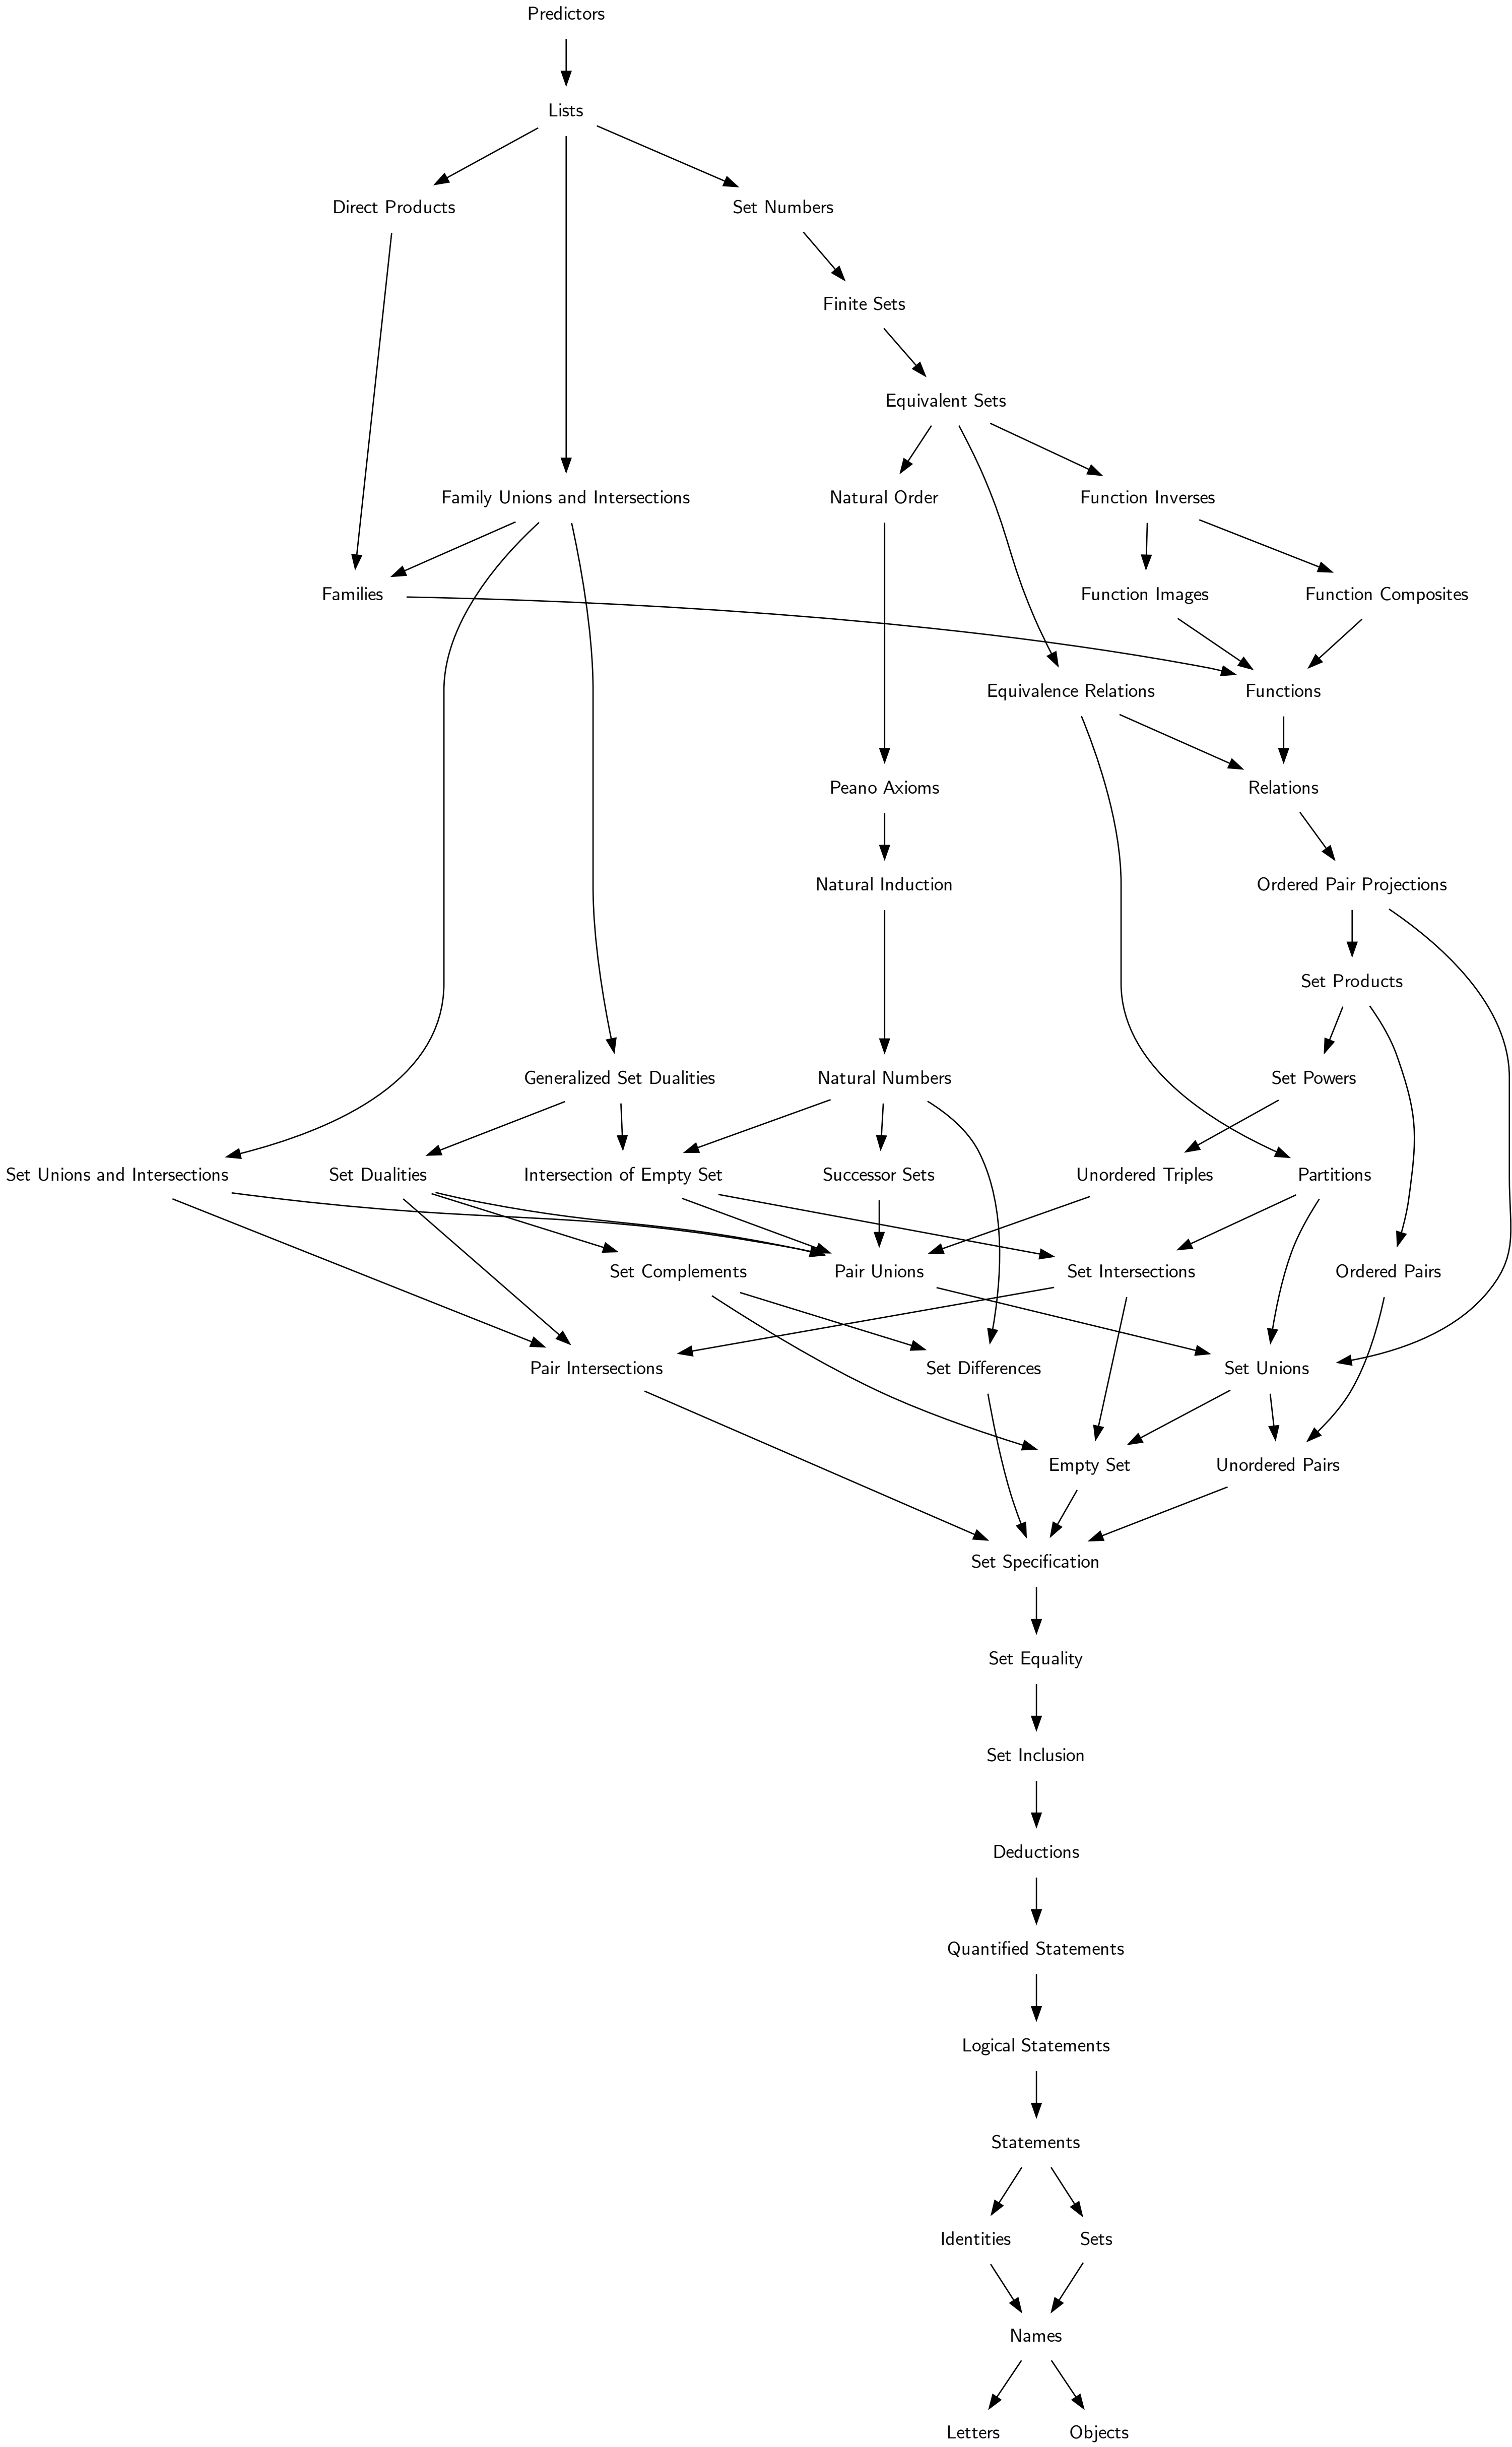 Predictors
Lists
Direct Products
Set Numbers
Finite Sets
Equivalent Sets
Family Unions and Intersections
Natural Order
Function Inverses
Families
Function Images
Function Composites
Equivalence Relations
Functions
Peano Axioms
Relations
Natural Induction
Ordered Pair Projections
Set Products
Generalized Set Dualities
Natural Numbers
Set Powers
Set Unions and Intersections
Set Dualities
Intersection of Empty Set
Successor Sets
Unordered Triples
Partitions
Set Complements
Pair Unions
Set Intersections
Ordered Pairs
Pair Intersections
Set Differences
Set Unions
Empty Set
Unordered Pairs
Set Specification
Set Equality
Set Inclusion
Deductions
Quantified Statements
Logical Statements
Statements
Identities
Sets
Names
Letters
Objects